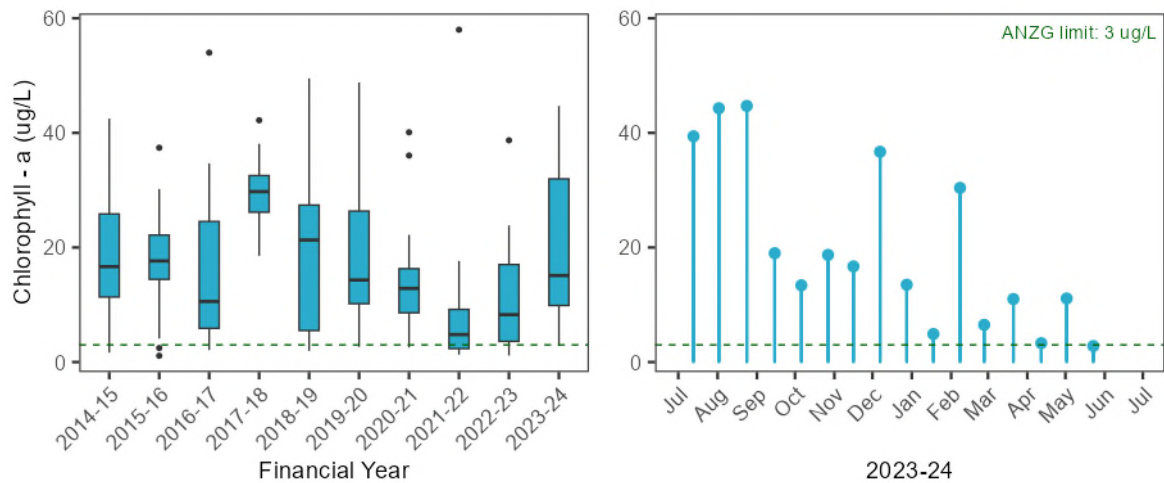 60
40
20
0
Chlorophyll - a (ug/L)
2014-15
2015-16
2016-17
2017-18
2018-19
2019-20
2020-21
2021-22
2022-23
2023-24
Financial Year
60
40
20
0
ANZG limit: 3 ug/L
Jul
Aug
Sep
Oct
Nov
Dec
Jan
Feb
Mar
Apr
May
Jun
Jul
2023-24